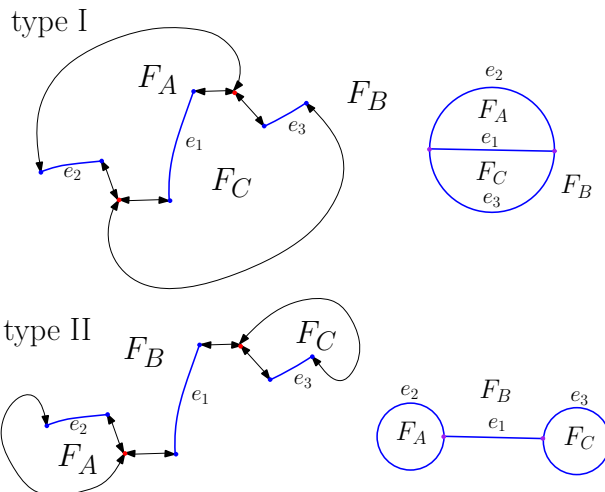 type I
F_A
F_B
e_1
e_3
e_2
F_C
e_2
F_A
e_1
F_C
F_B
e_3
type II
F_B
F_C
e_1
e_3
e_2
F_A
e_2
F_B
e_3
e_1
F_A
F_C